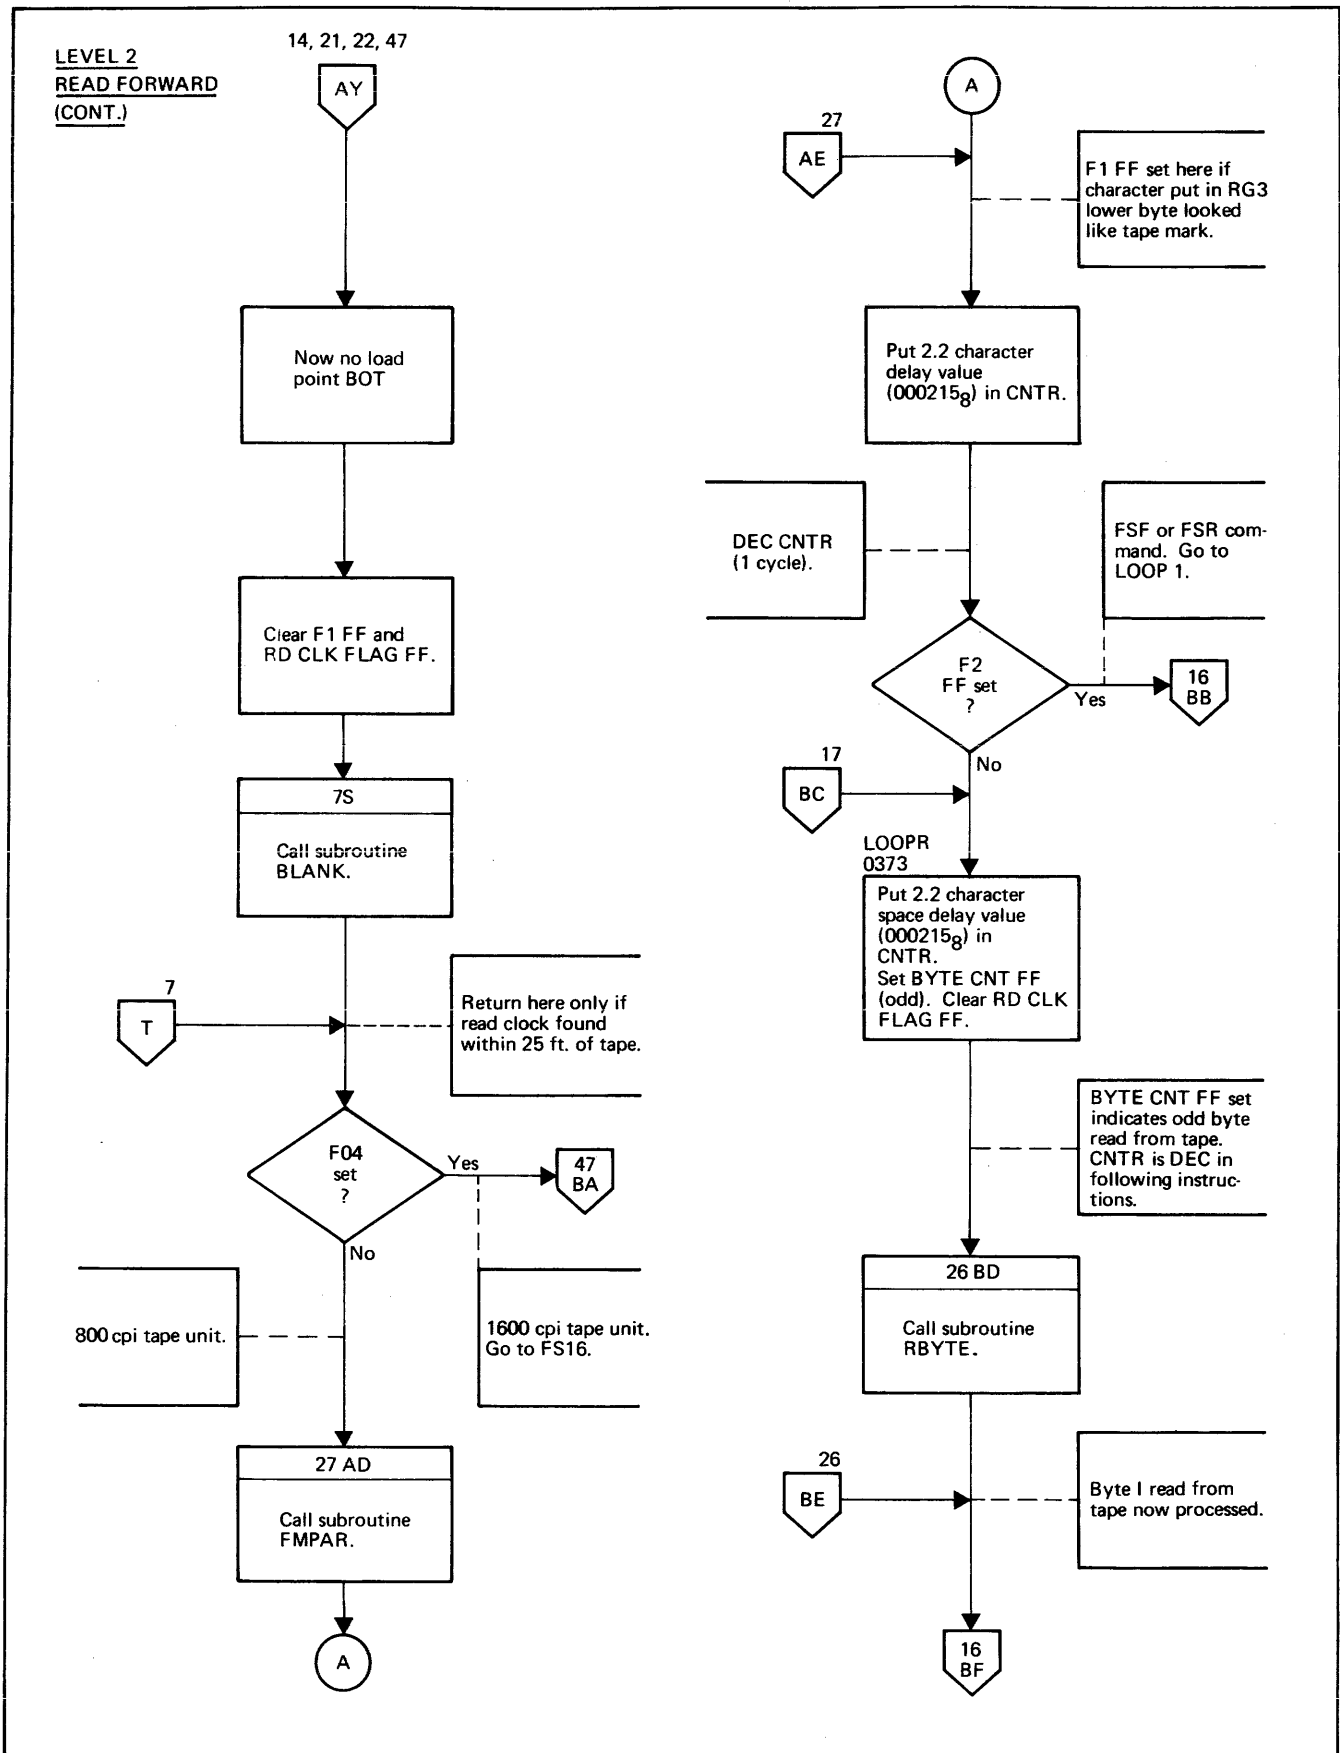 LEVEL 2
READ FORWARD
(CONT.)
14, 21, 22, 47
AY
Now no load
point BOT
Clear F1 FF and
RD CLK FLAG FF.
7S
Call subroutine
BLANK.
7
T
Return here only if
read clock found
within 25 ft. of tape.
F04
set
?
Yes
47
BA
No
800 cpi tape unit.
1600 cpi tape unit.
Go to FS16.
27 AD
Call subroutine
FMPAR.
A
A
27
AE
F1 FF set here if
character put in RG3
lower byte looked
like tape mark.
Put 2.2 character
delay value
(000215₈) in CNTR.
DEC CNTR
(1 cycle).
FSF or FSR com-
mand. Go to
LOOP 1.
F2
FF set
?
Yes
16
BB
No
17
BC
LOOPR
0373
Put 2.2 character
space delay value
(000215₈) in
CNTR.
Set BYTE CNT FF
(odd). Clear RD CLK
FLAG FF.
BYTE CNT FF set
indicates odd byte
read from tape.
CNTR is DEC in
following instruc-
tions.
26 BD
Call subroutine
RBYTE.
26
BE
Byte I read from
tape now processed.
16
BF